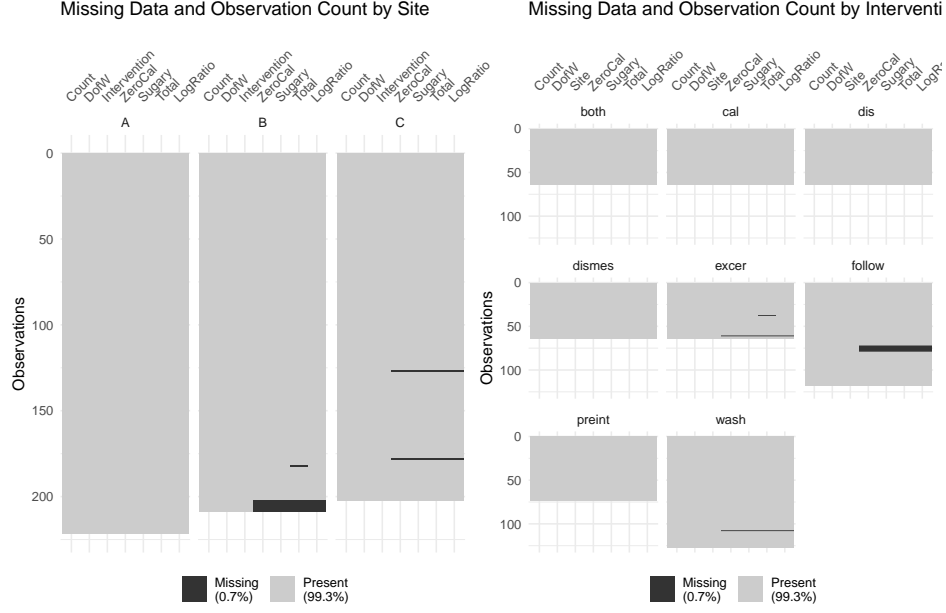 Missing Data and Observation Count by Site
Count
DofW
Intervention
ZeroCal
Sugary
Total
LogRatio
Count
DofW
Intervention
ZeroCal
Sugary
Total
LogRatio
Count
DofW
Intervention
ZeroCal
Sugary
Total
LogRatio
A B C
0
50
100
150
200
Observations
Missing
(0.7%)
Present
(99.3%)
Missing Data and Observation Count by Interventi
Count
DofW
Site
ZeroCal
Sugary
Total
LogRatio
Count
DofW
Site
ZeroCal
Sugary
Total
LogRatio
Count
DofW
Site
ZeroCal
Sugary
Total
LogRa
both cal dis
0
50
100
dismes excer follow
0
50
100
Observations
preint wash
0
50
100
Missing
(0.7%)
Present
(99.3%)